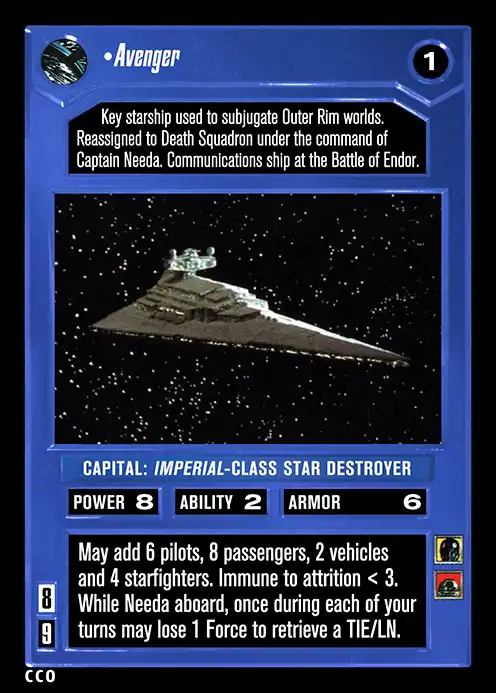 •Avenger
1
Key starship used to subjugate Outer Rim worlds.
Reassigned to Death Squadron under the command of
Captain Needa. Communications ship at the Battle of Endor.
CAPITAL: IMPERIAL-CLASS STAR DESTROYER
POWER 8 ABILITY 2 ARMOR 6
May add 6 pilots, 8 passengers, 2 vehicles
and 4 starfighters. Immune to attrition < 3.
While Needa aboard, once during each of your
turns may lose 1 Force to retrieve a TIE/LN.
8
9
CCO